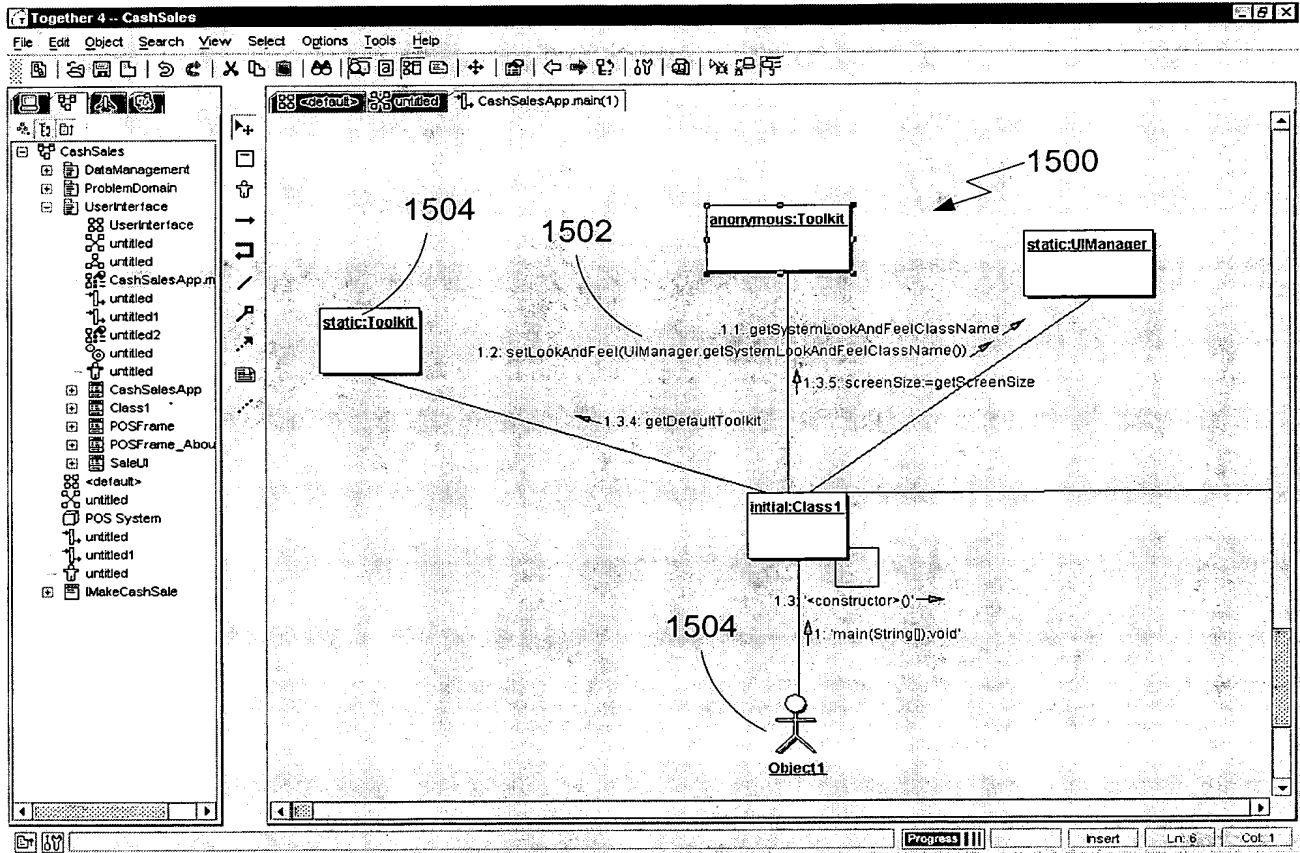 Together 4 -- CashSales
File Edit Object Search View Select Options Tools Help
<default> untitled CashSalesApp.main(1)
CashSales
DataManagement
ProblemDomain
UserInterface
UserInterface
untitled
untitled
CashSalesApp.m
untitled
untitled1
untitled2
untitled
untitled
CashSalesApp
Class1
POSFrame
POSFrame_Abou
SaleUI
<default>
untitled
POS System
untitled
untitled1
untitled
IMakeCashSale
1500
1504
1502
anonymous:Toolkit
static:UIManager
static:Toolkit
1.1: getSystemLookAndFeelClassName
1.2: setLookAndFeel(UIManager.getSystemLookAndFeelClassName())
1.3.5: screenSize:=getScreenSize
1.3.4: getDefaultToolkit
initial:Class1
1.3: '<constructor>()'
1504
1: 'main(String[]):void'
Object1
Progress Insert Ln: 6 Col: 1